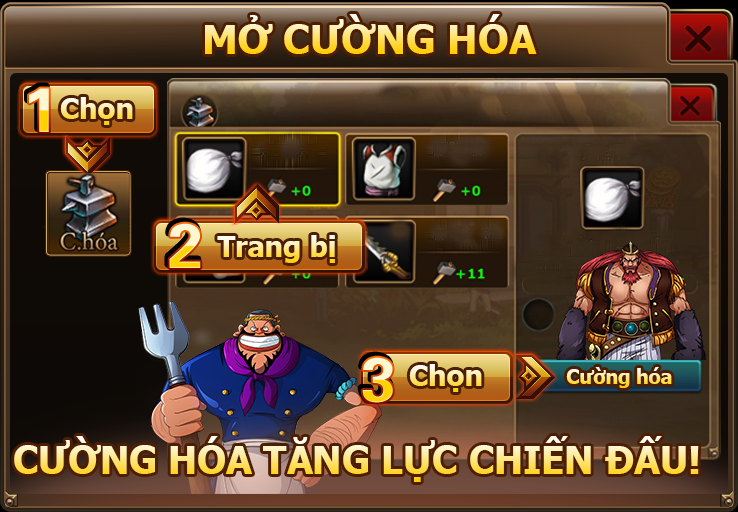 MỞ CƯỜNG HÓA
1 Chọn
C.hóa
+0
+0
2 Trang bị
+0
+11
3 Chọn
Cường hóa
CƯỜNG HÓA TĂNG LỰC CHIẾN ĐẤU!